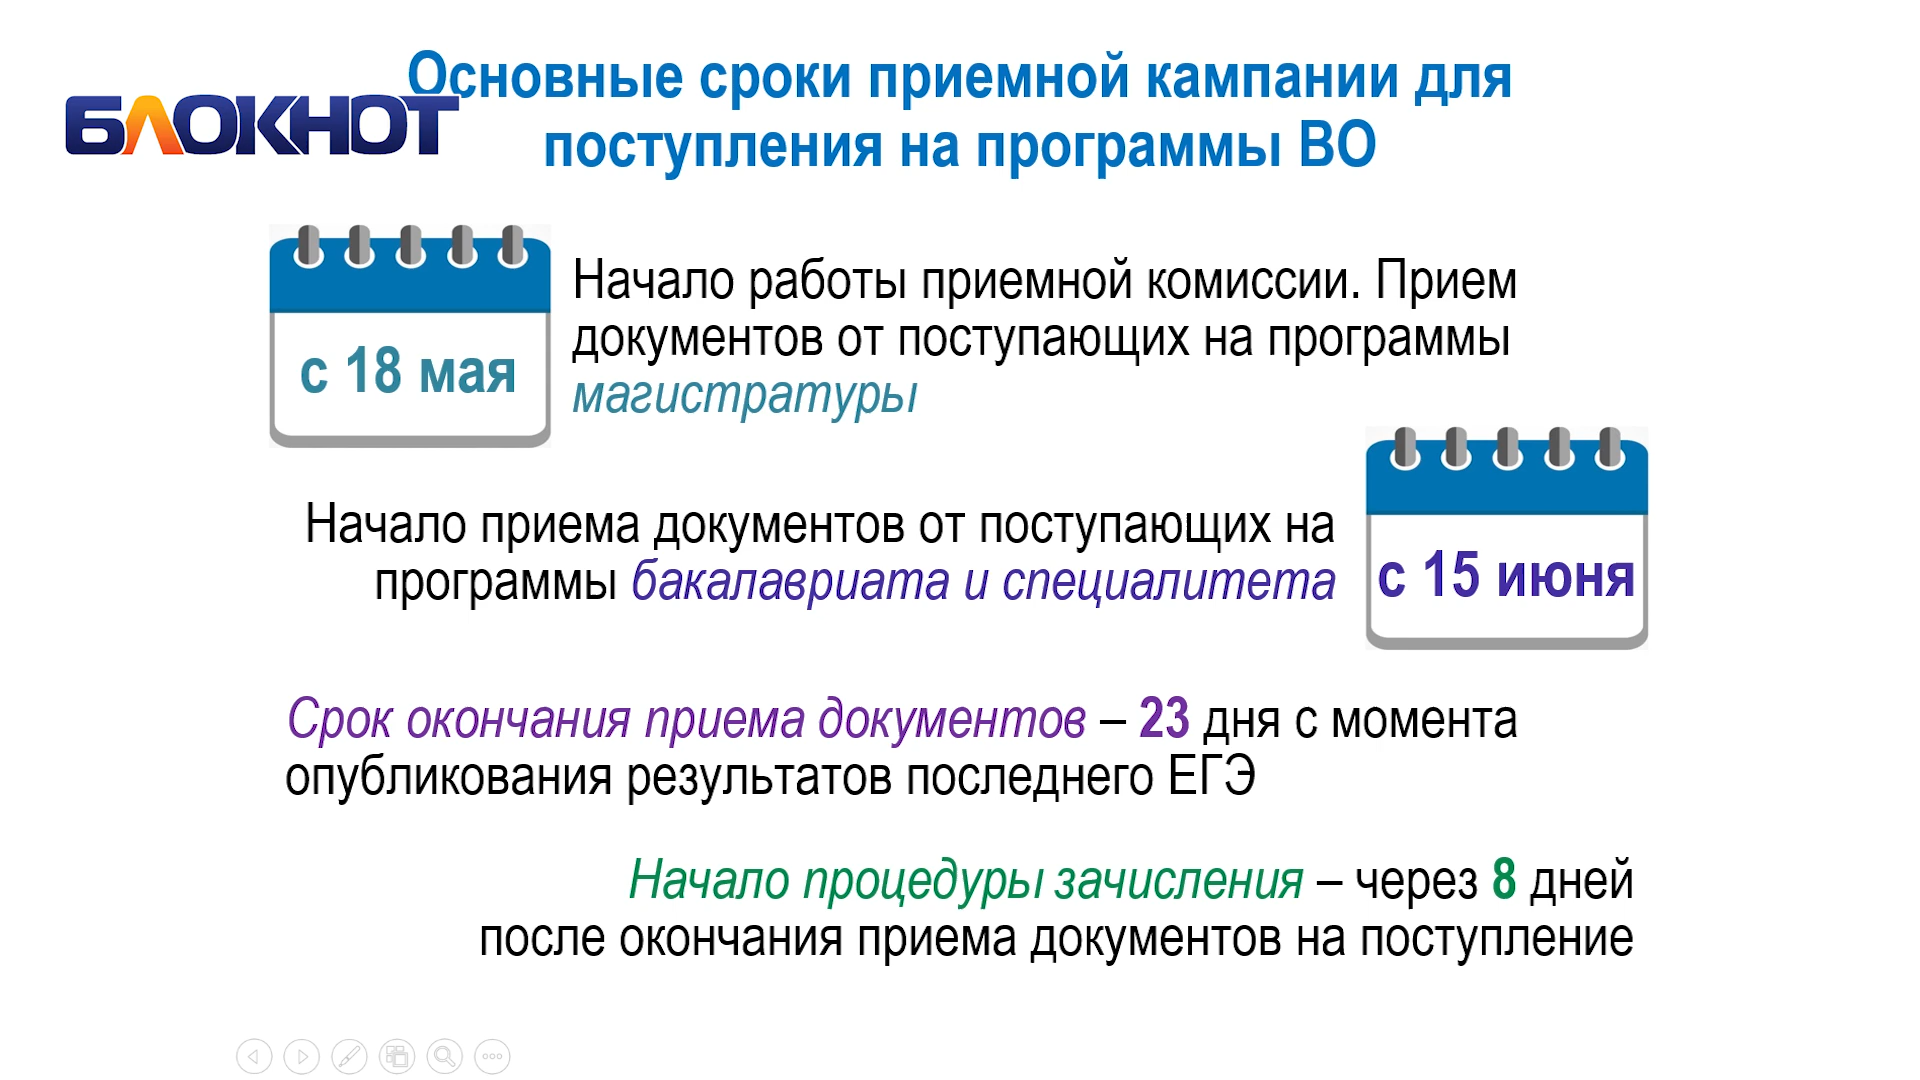 Основные сроки приемной кампании для
БЛОКНОТ
поступления на программы ВО
с 18 мая
Начало работы приемной комиссии. Прием
документов от поступающих на программы
магистратуры
Начало приема документов от поступающих на
программы бакалавриата и специалитета
с 15 июня
Срок окончания приема документов – 23 дня с момента
опубликования результатов последнего ЕГЭ
Начало процедуры зачисления – через 8 дней
после окончания приема документов на поступление